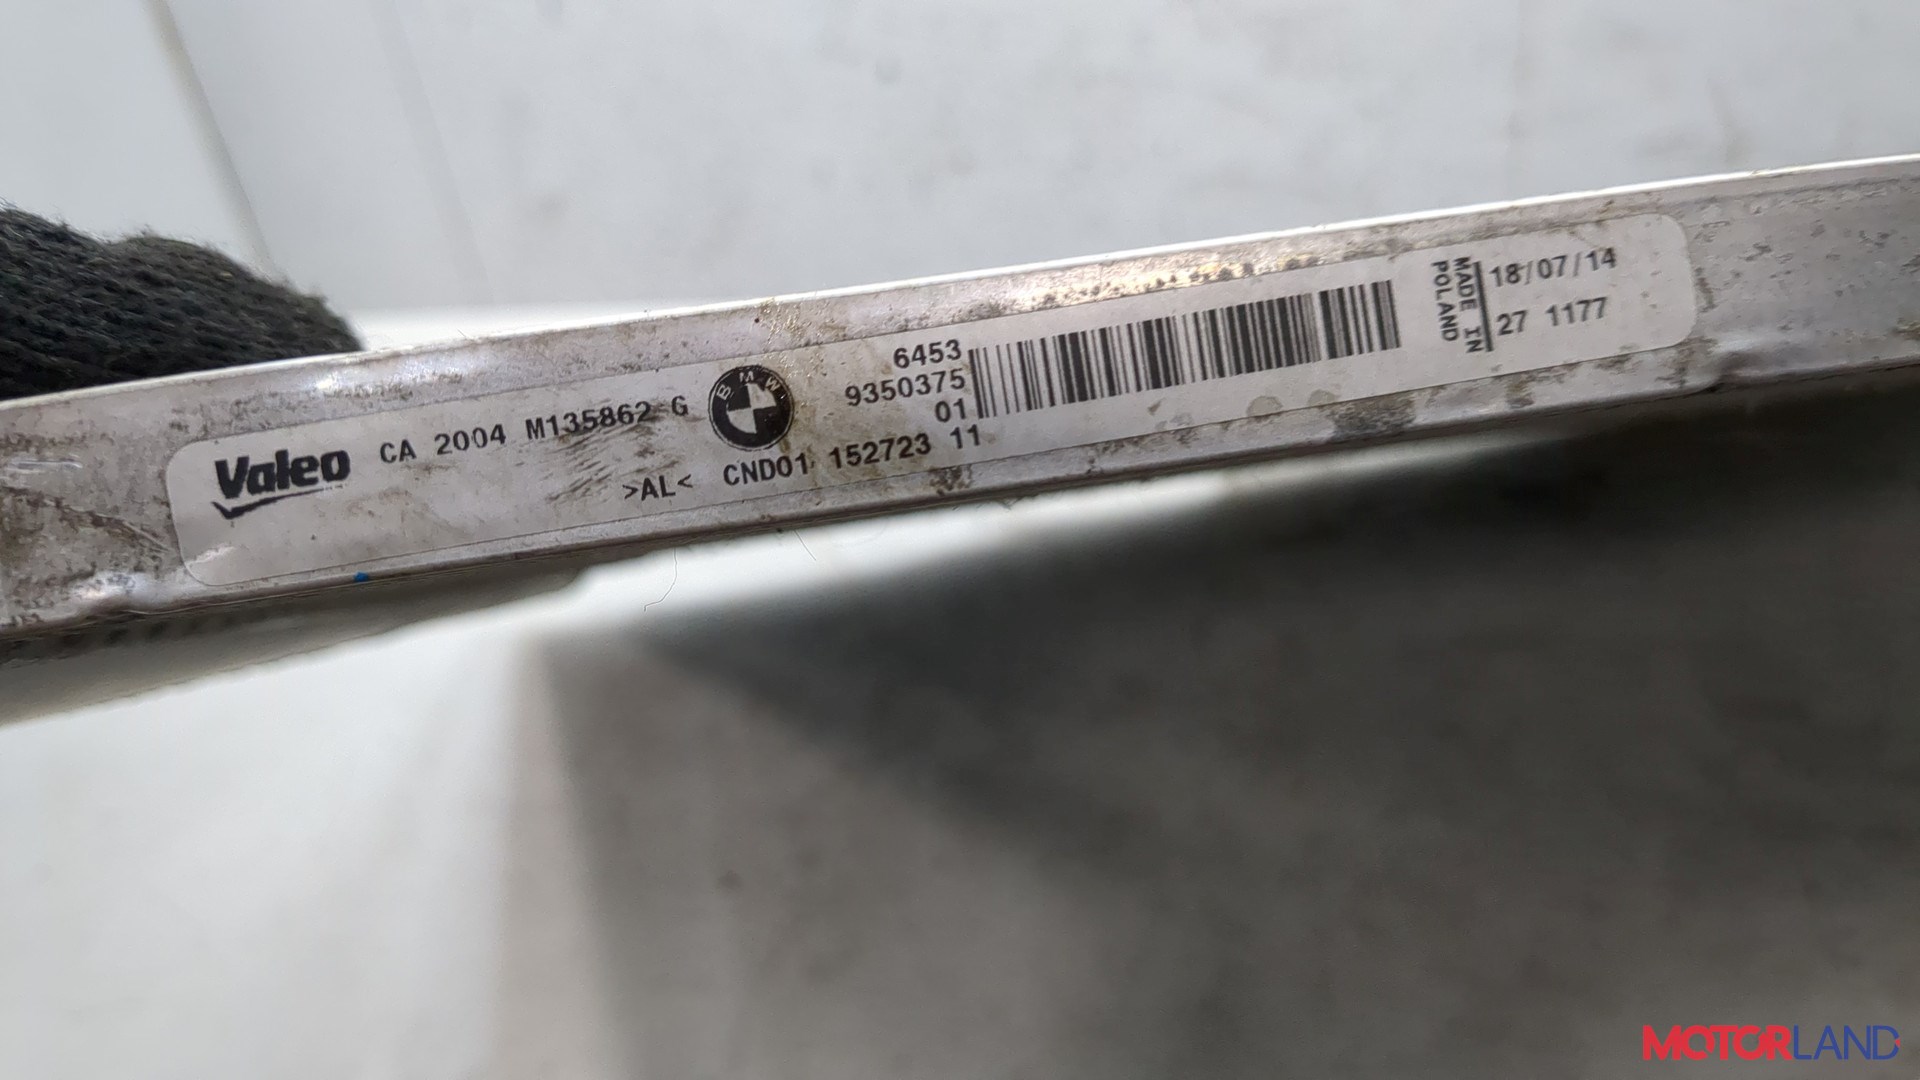 Valeo
CA 2004 M135862 G
>AL<
BMW
6453
9350375
01
CND01 152723 11
MADE IN
POLAND
18/07/14
27 1177
MOTORLAND